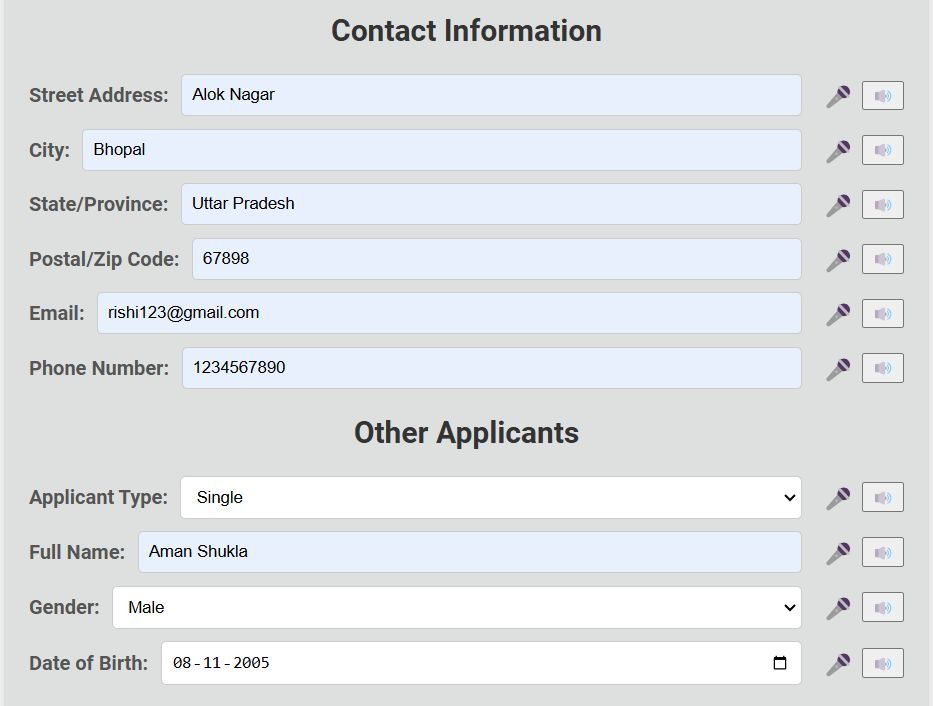 Contact Information
Street Address: Alok Nagar
City: Bhopal
State/Province: Uttar Pradesh
Postal/Zip Code: 67898
Email: rishi123@gmail.com
Phone Number: 1234567890
Other Applicants
Applicant Type: Single
Full Name: Aman Shukla
Gender: Male
Date of Birth: 08-11-2005